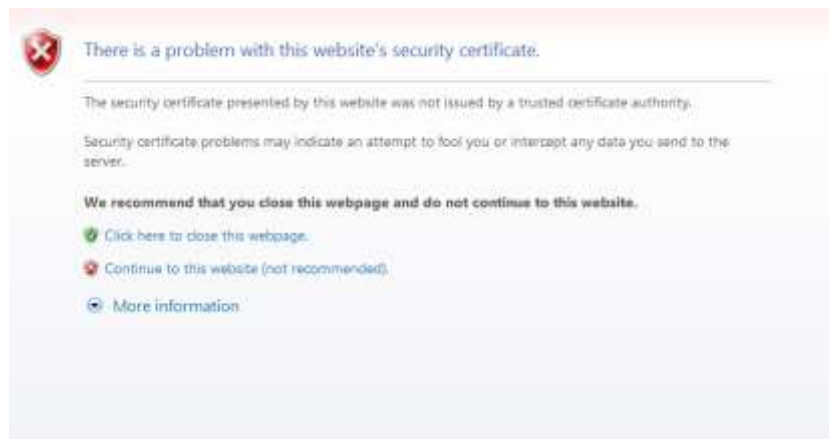 There is a problem with this website's security certificate.
The security certificate presented by this website was not issued by a trusted certificate authority.
Security certificate problems may indicate an attempt to fool you or intercept any data you send to the
server.
We recommend that you close this webpage and do not continue to this website.
Click here to close this webpage.
Continue to this website (not recommended).
More information